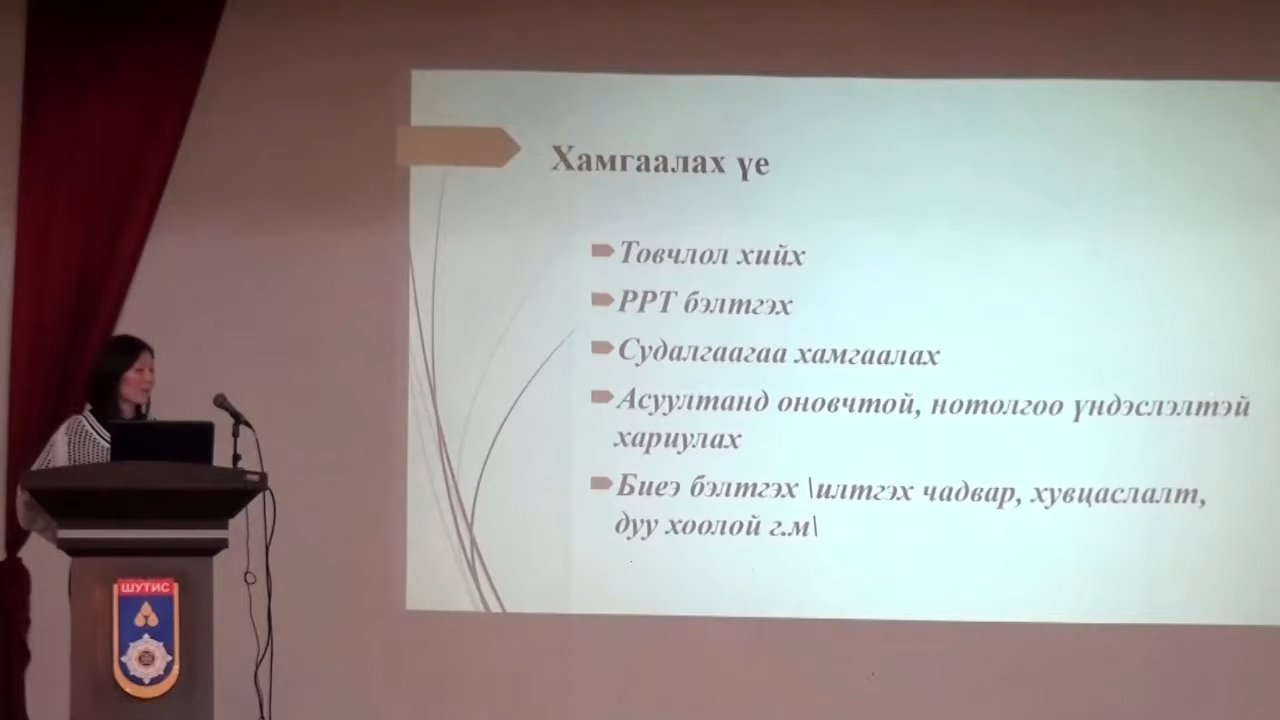 Хамгаалах үе
Товчлол хийх
PPT бэлтгэх
Судалгаагаа хамгаалах
Асуултанд оновчтой, нотолгоо үндэслэлтэй
хариулах
Биеэ бэлтгэх \илтгэх чадвар, хувцаслалт,
дуу хоолой г.м\
ШУТИС